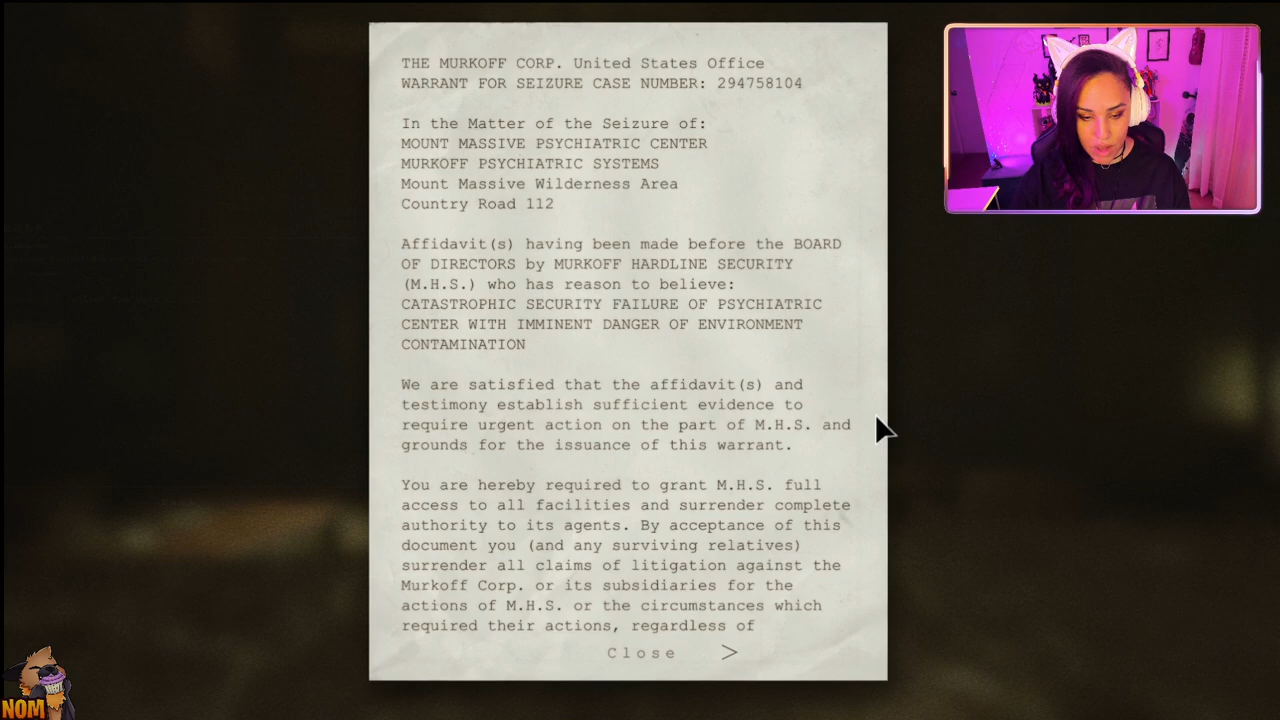 THE MURKOFF CORP. United States Office
WARRANT FOR SEIZURE CASE NUMBER: 294758104
In the Matter of the Seizure of:
MOUNT MASSIVE PSYCHIATRIC CENTER
MURKOFF PSYCHIATRIC SYSTEMS
Mount Massive Wilderness Area
Country Road 112
Affidavit(s) having been made before the BOARD
OF DIRECTORS by MURKOFF HARDLINE SECURITY
(M.H.S.) who has reason to believe:
CATASTROPHIC SECURITY FAILURE OF PSYCHIATRIC
CENTER WITH IMMINENT DANGER OF ENVIRONMENT
CONTAMINATION
We are satisfied that the affidavit(s) and
testimony establish sufficient evidence to
require urgent action on the part of M.H.S. and
grounds for the issuance of this warrant.
You are hereby required to grant M.H.S. full
access to all facilities and surrender complete
authority to its agents. By acceptance of this
document you (and any surviving relatives)
surrender all claims of litigation against the
Murkoff Corp. or its subsidiaries for the
actions of M.H.S. or the circumstances which
required their actions, regardless of
Close >
NOM